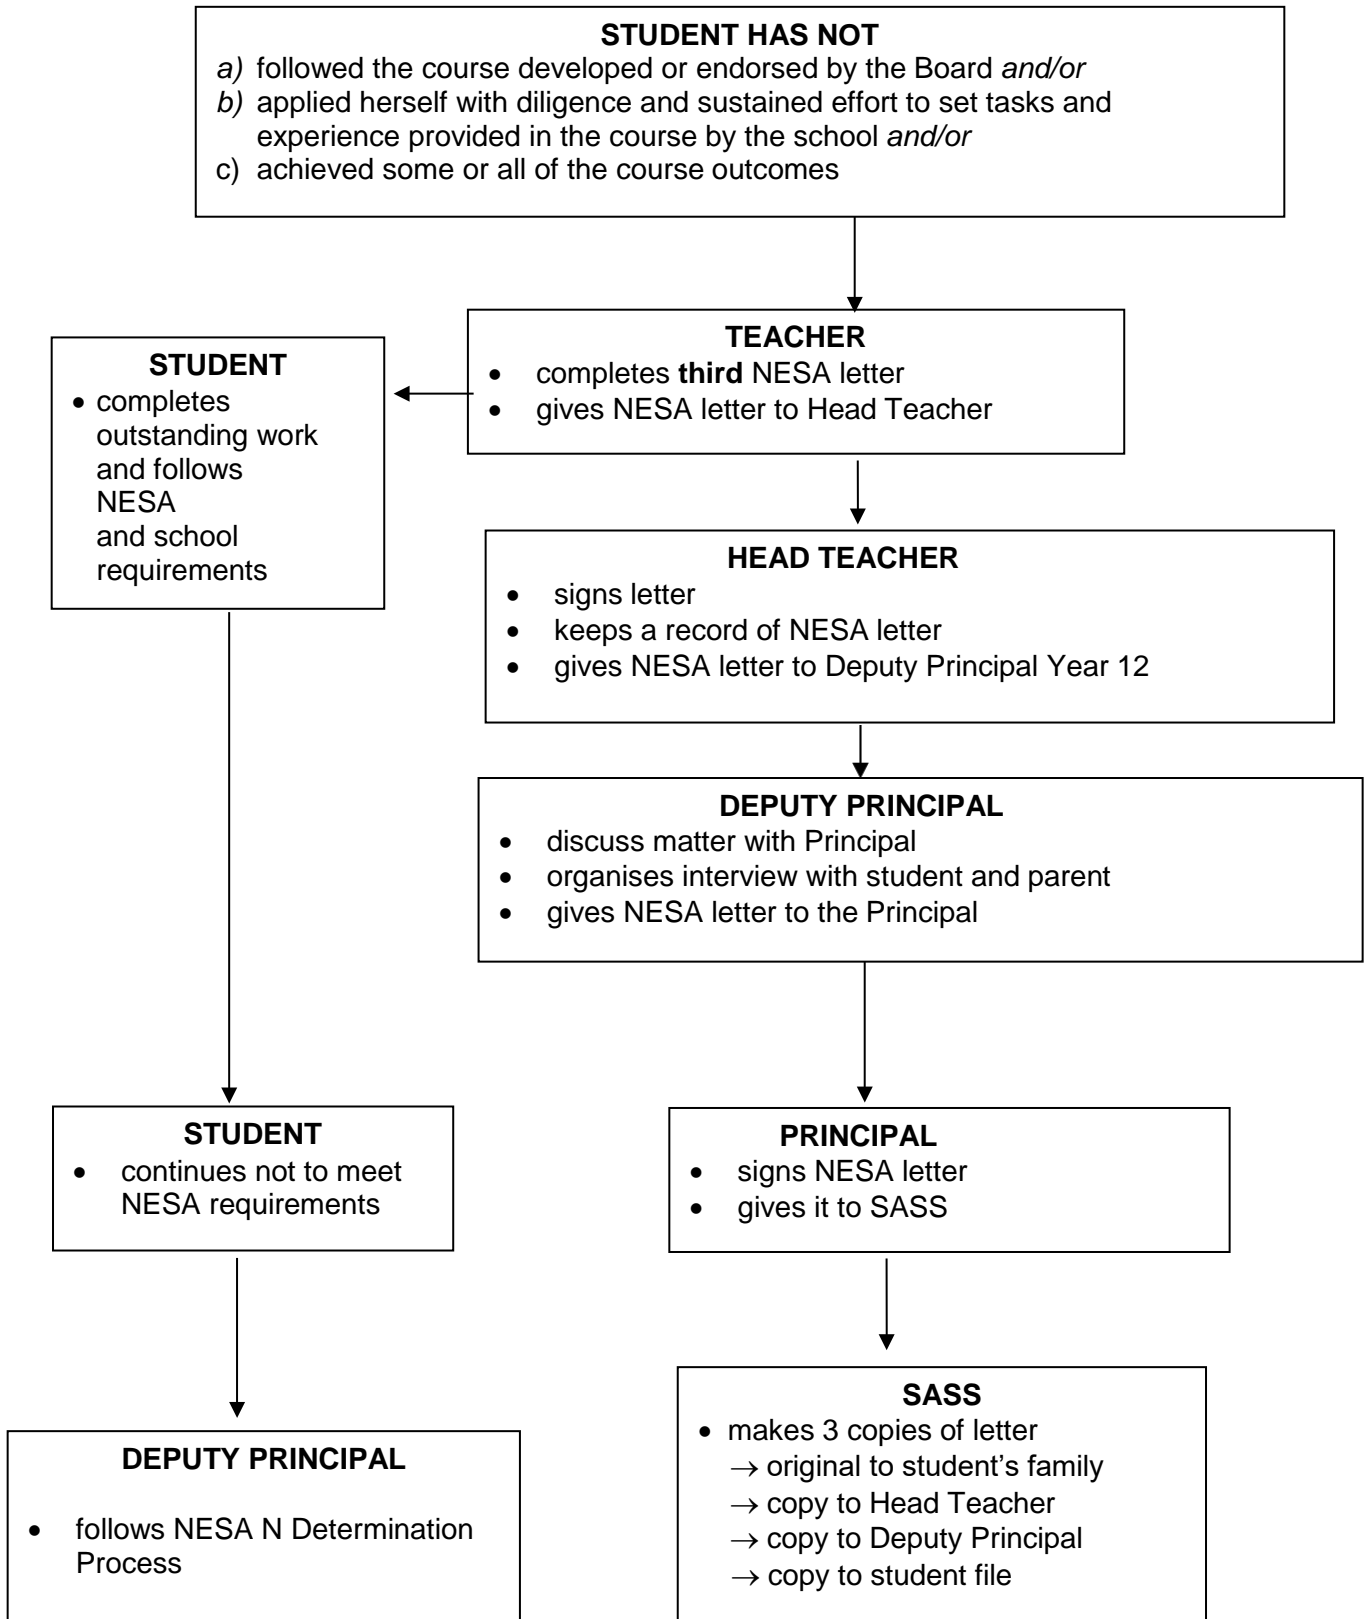 STUDENT HAS NOT
a) followed the course developed or endorsed by the Board and/or
b) applied herself with diligence and sustained effort to set tasks and
experience provided in the course by the school and/or
c) achieved some or all of the course outcomes
TEACHER
• completes third NESA letter
• gives NESA letter to Head Teacher
STUDENT
• completes
outstanding work
and follows
NESA
and school
requirements
HEAD TEACHER
• signs letter
• keeps a record of NESA letter
• gives NESA letter to Deputy Principal Year 12
DEPUTY PRINCIPAL
• discuss matter with Principal
• organises interview with student and parent
• gives NESA letter to the Principal
STUDENT
• continues not to meet
NESA requirements
PRINCIPAL
• signs NESA letter
• gives it to SASS
DEPUTY PRINCIPAL
• follows NESA N Determination
Process
SASS
• makes 3 copies of letter
→ original to student’s family
→ copy to Head Teacher
→ copy to Deputy Principal
→ copy to student file